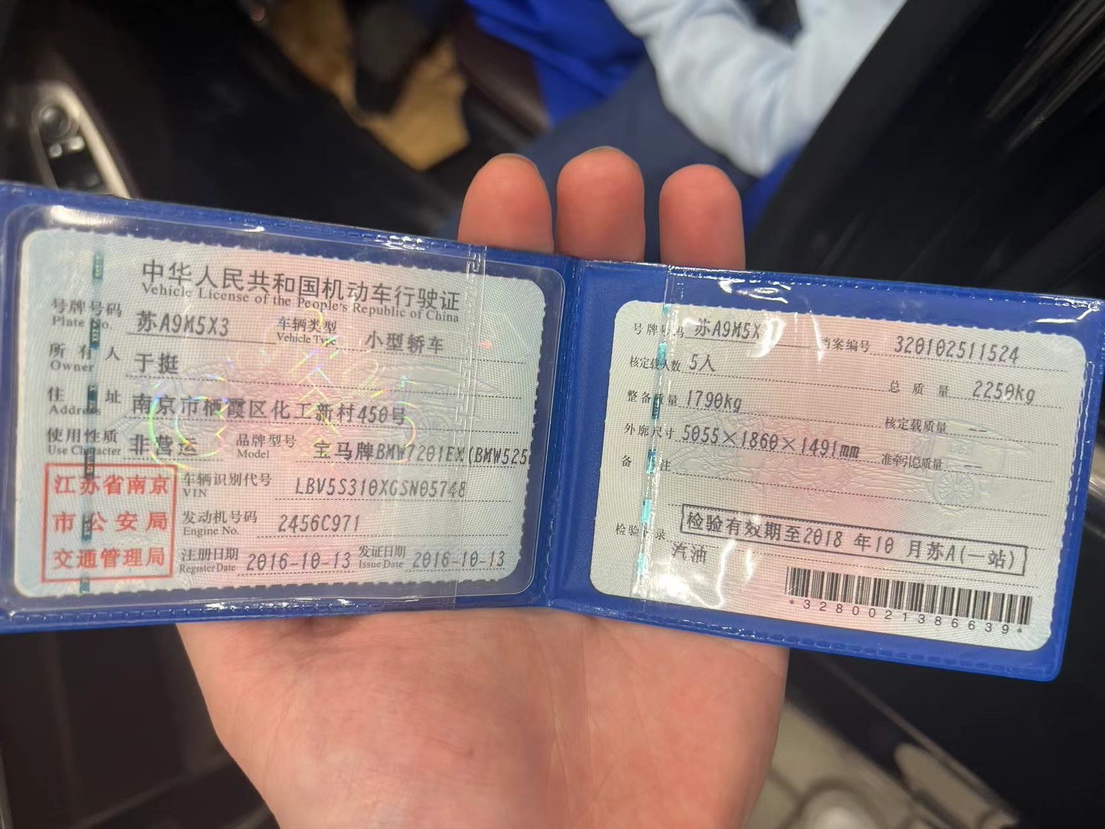 中华人民共和国机动车行驶证
Vehicle License of the People's Republic of China
号牌号码 苏A9M5X3 车辆类型 小型轿车
Plate No. Vehicle Type
所有人 于挺
Owner
住址 南京市栖霞区化工新村450号
Address
使用性质 非营运 品牌型号 宝马牌BMW7201EX(BMW525
Use Character Model
江苏省南京
市公安局
交通管理局
车辆识别代号 LBV5S310XGSN05748
VIN
发动机号码 2456C971
Engine No.
注册日期 2016-10-13 发证日期 2016-10-13
Register Date Issue Date
号牌号码 苏A9M5X 档案编号 320102511524
核定载人数 5人 总质量 2250kg
整备质量 1790kg 核定载质量 --
外廓尺寸 5055×1860×1491mm 准牵引总质量 --
备注
检验有效期至2018年10月苏A(一站)
检验记录
汽油
*3280021386639*